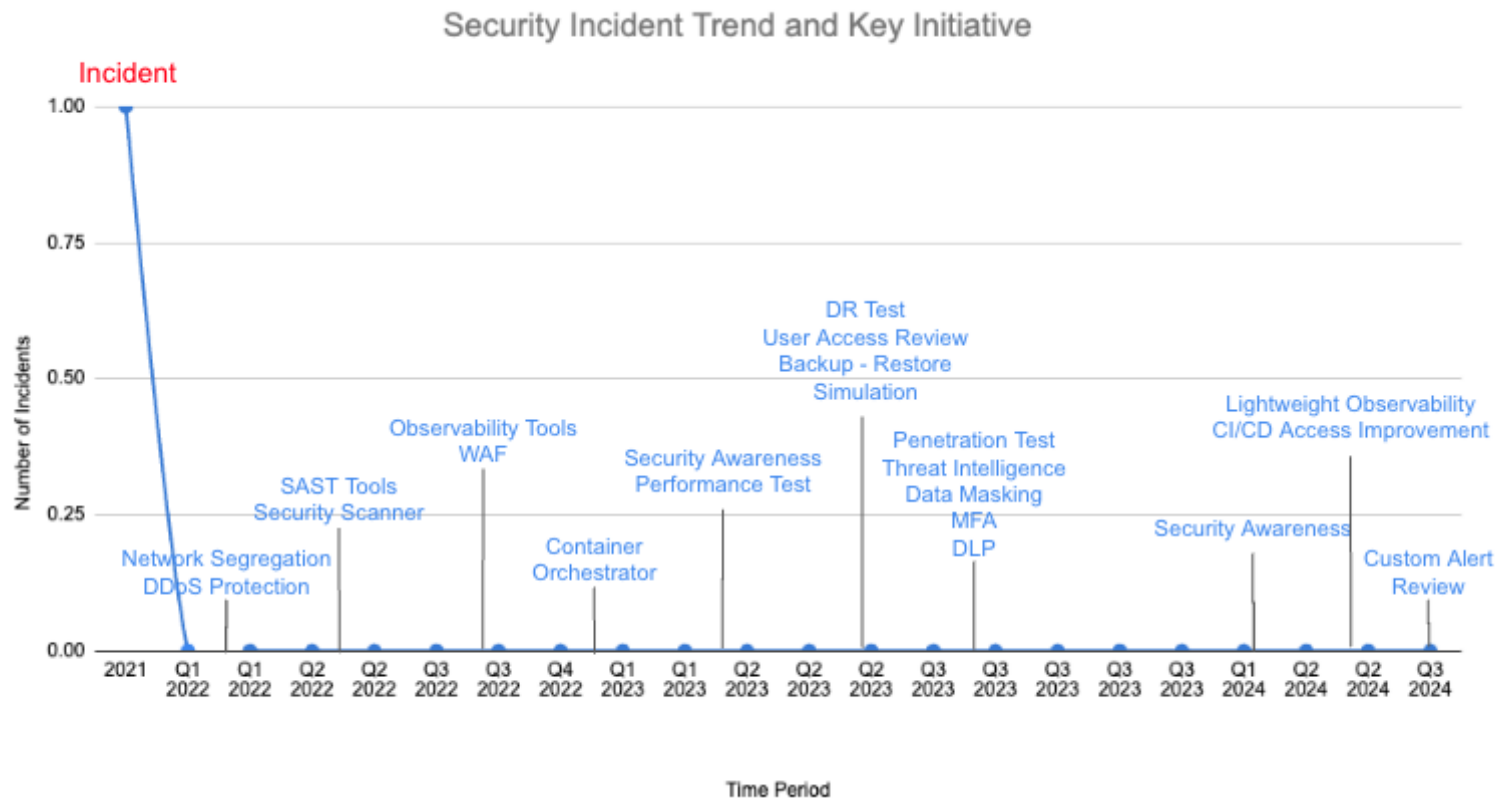 Security Incident Trend and Key Initiative
Incident
1.00
0.75
0.50
0.25
0.00
Number of Incidents
Network Segregation
DDoS Protection
SAST Tools
Security Scanner
Observability Tools
WAF
Container
Orchestrator
Security Awareness
Performance Test
DR Test
User Access Review
Backup - Restore
Simulation
Penetration Test
Threat Intelligence
Data Masking
MFA
DLP
Security Awareness
Lightweight Observability
CI/CD Access Improvement
Custom Alert
Review
2021
Q1
2022
Q1
2022
Q2
2022
Q2
2022
Q3
2022
Q3
2022
Q4
2022
Q1
2023
Q1
2023
Q2
2023
Q2
2023
Q2
2023
Q3
2023
Q3
2023
Q3
2023
Q3
2023
Q3
2023
Q1
2024
Q2
2024
Q2
2024
Q3
2024
Time Period